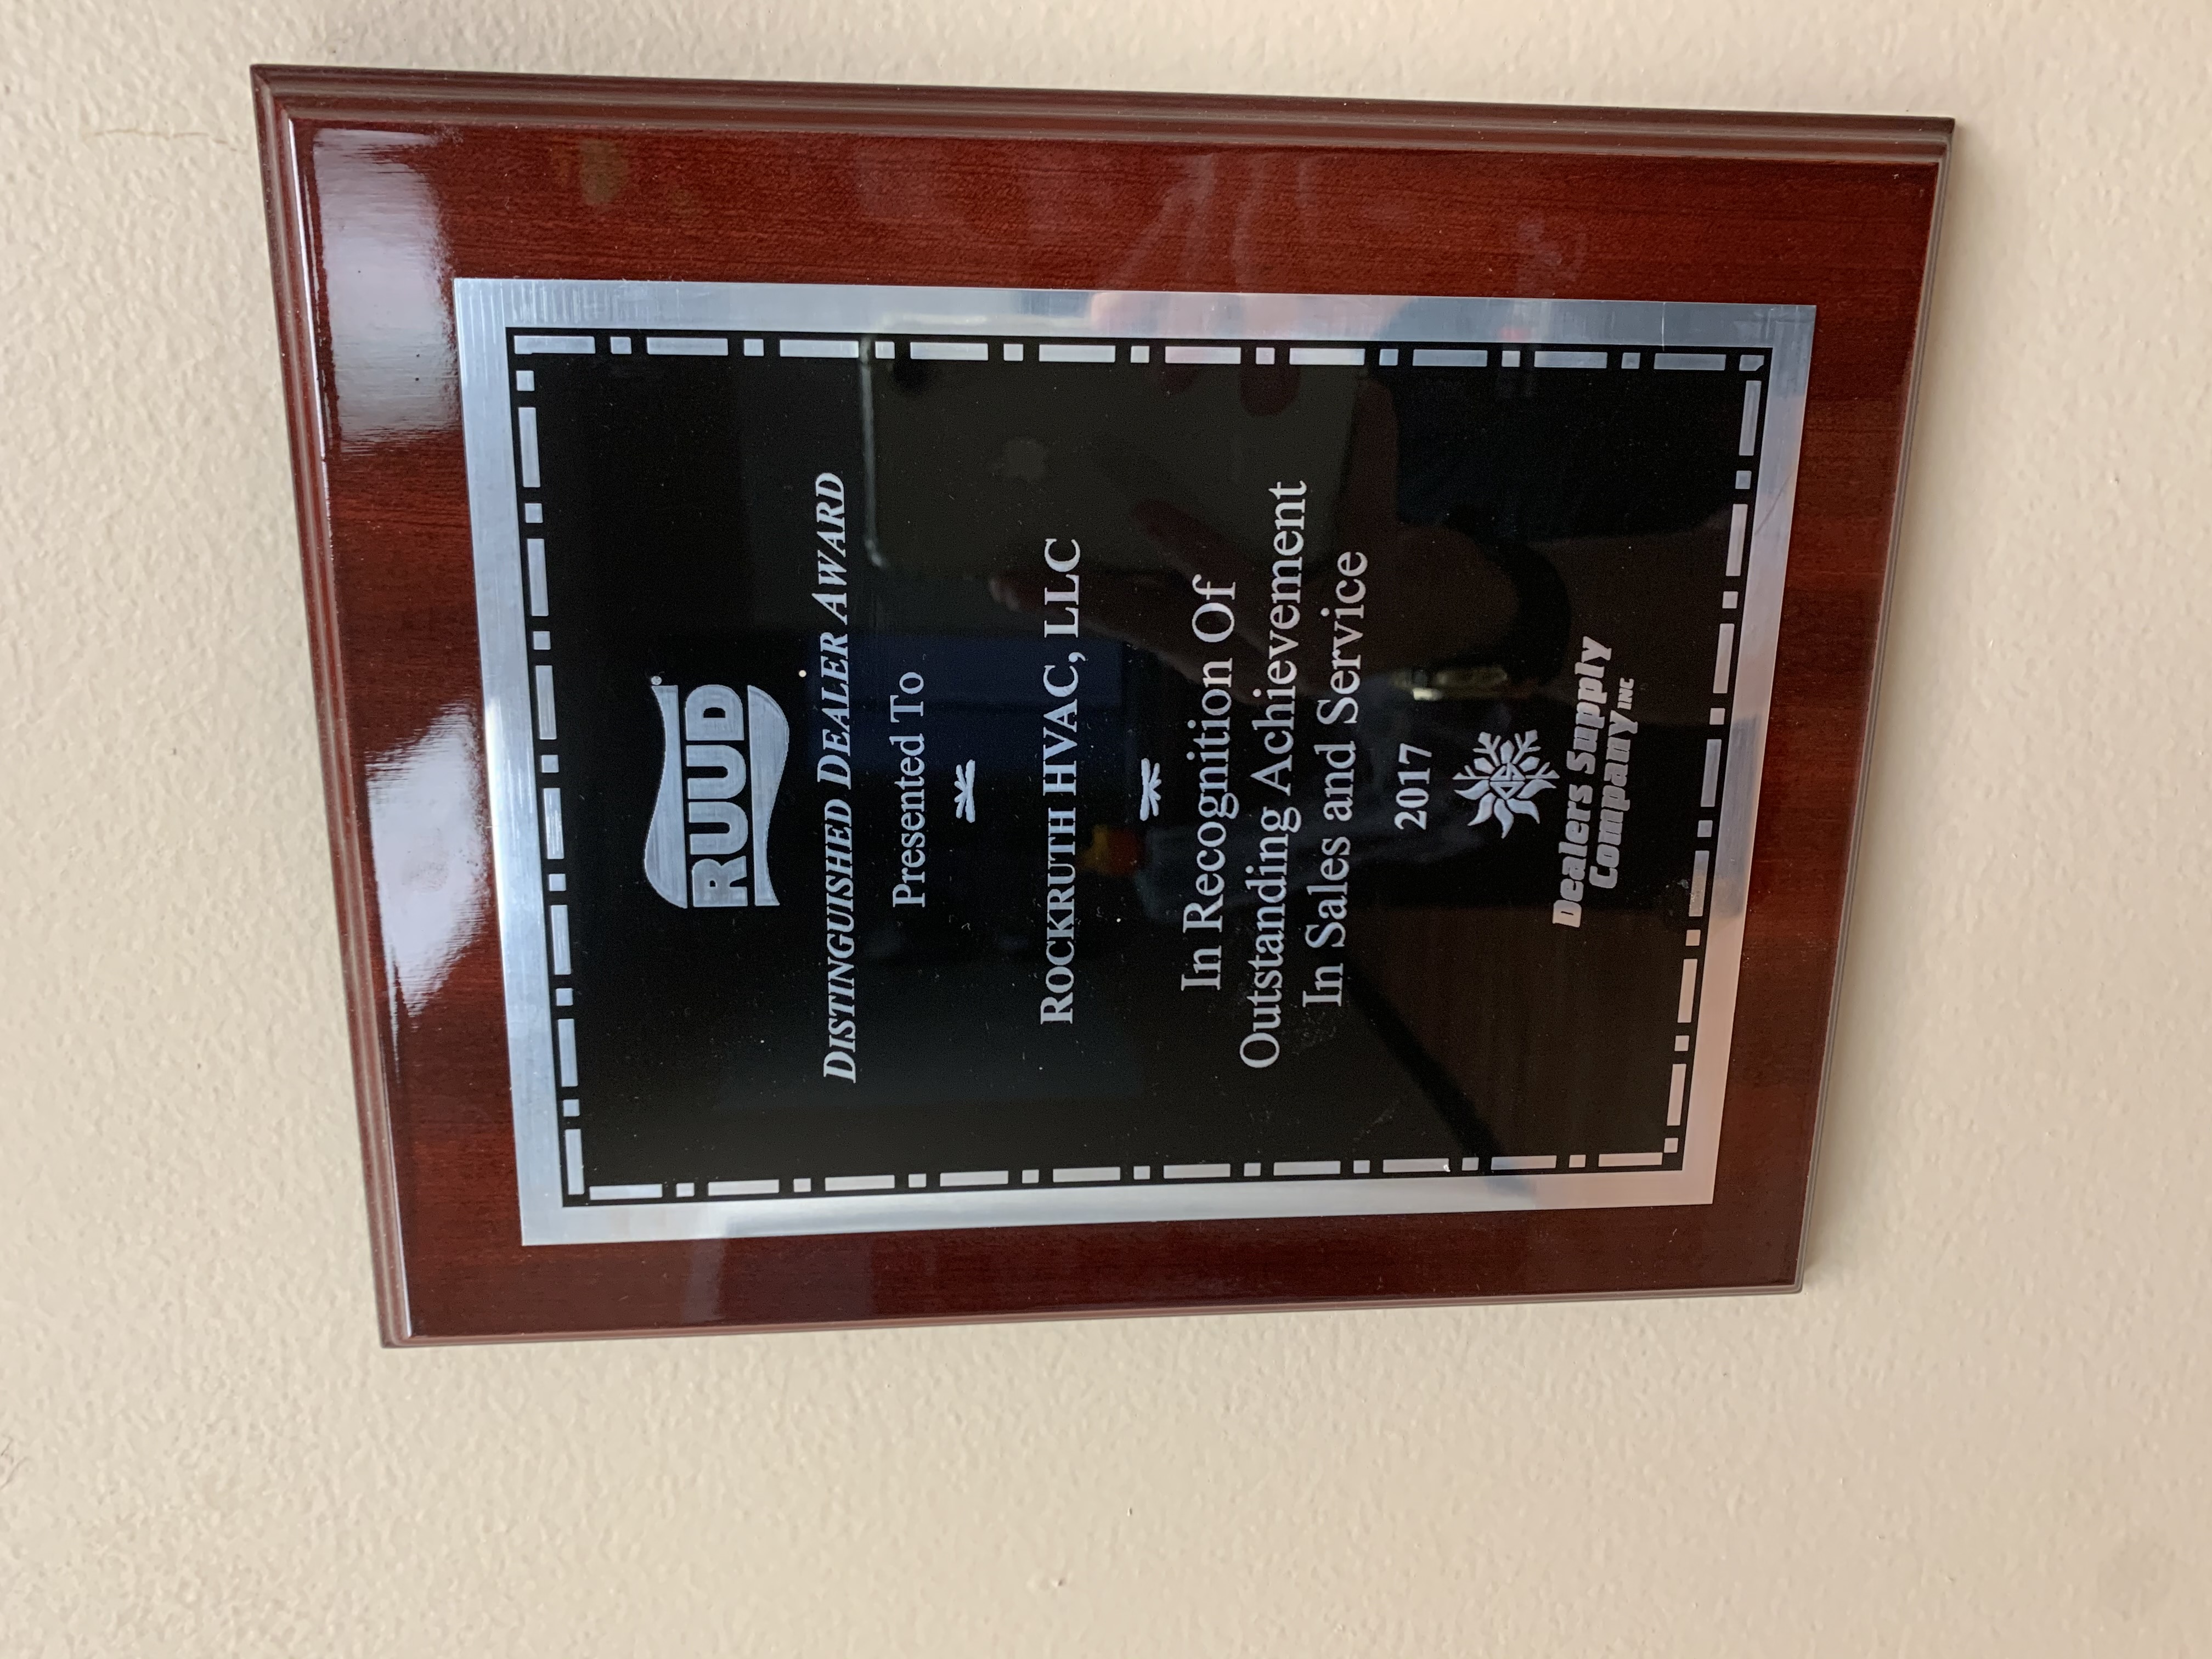 RUUD
DISTINGUISHED DEALER AWARD
Presented To
ROCKRUTH HVAC, LLC
In Recognition Of
Outstanding Achievement
In Sales and Service
2017
DS
Dealers Supply
Company INC